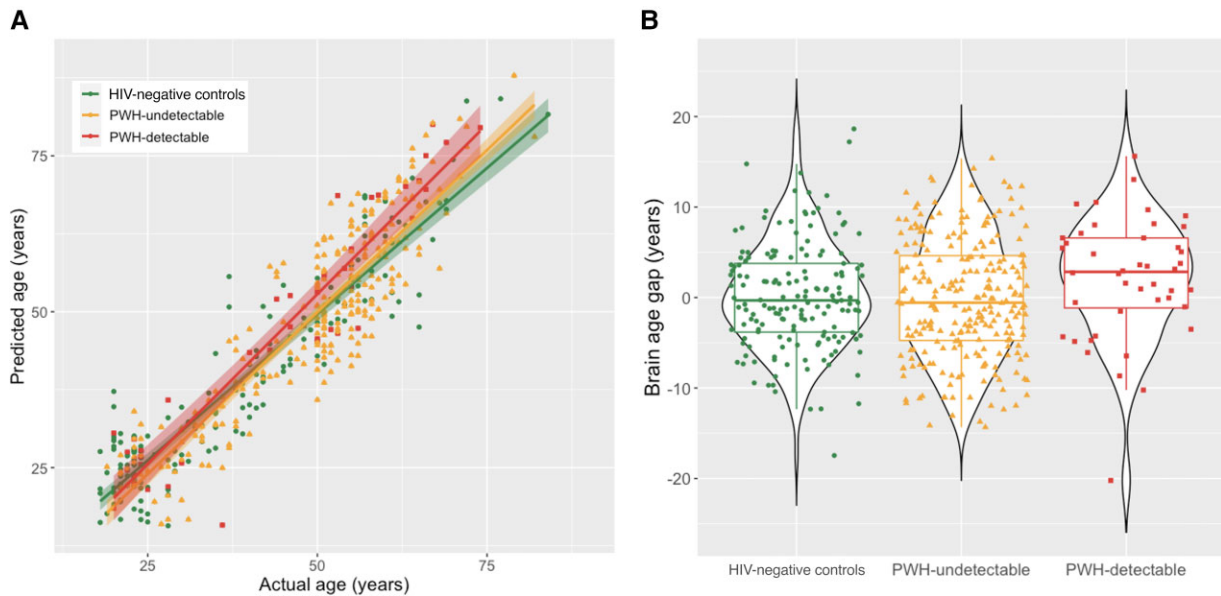 A
HIV-negative controls
PWH-undetectable
PWH-detectable
75
50
25
Predicted age (years)
25
50
75
Actual age (years)
B
20
10
0
-10
-20
Brain age gap (years)
HIV-negative controls
PWH-undetectable
PWH-detectable